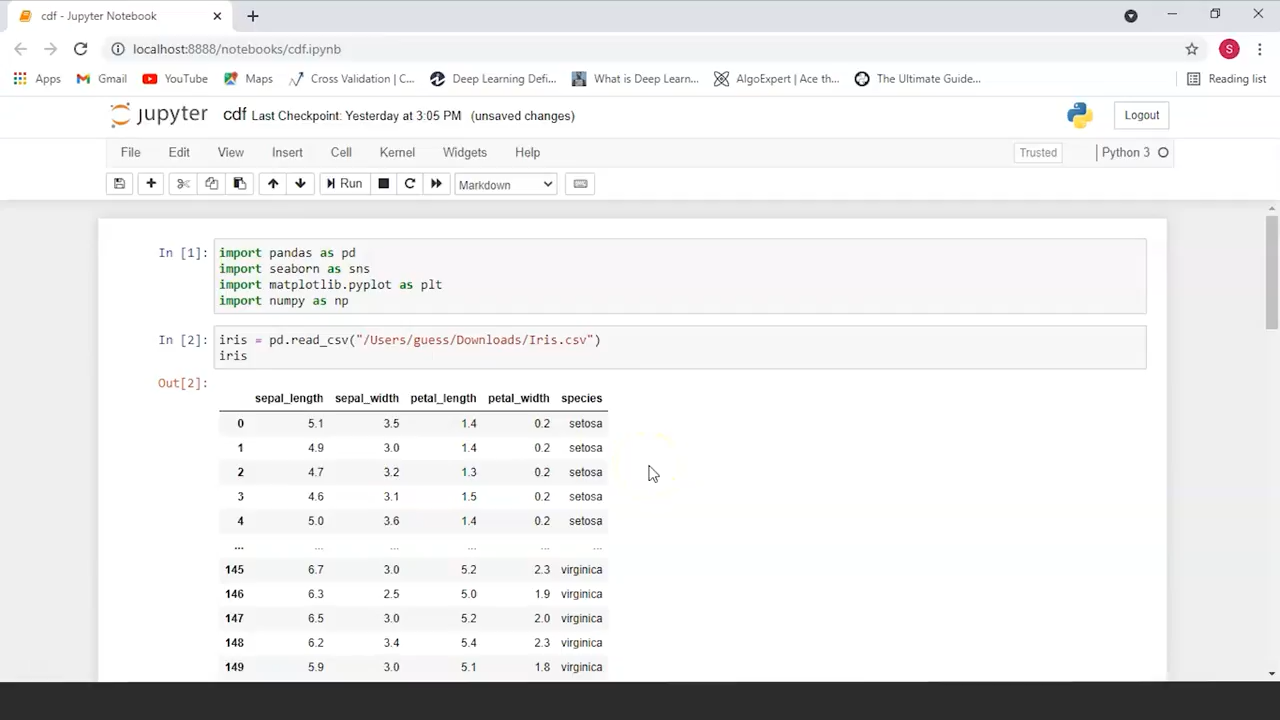 cdf - Jupyter Notebook
localhost:8888/notebooks/cdf.ipynb
S
Apps Gmail YouTube Maps Cross Validation | C... Deep Learning Defi... What is Deep Learn... AlgoExpert | Ace th... The Ultimate Guide... Reading list
jupyter cdf Last Checkpoint: Yesterday at 3:05 PM (unsaved changes) Logout
File Edit View Insert Cell Kernel Widgets Help Trusted | Python 3
Run Markdown
In [1]: import pandas as pd
import seaborn as sns
import matplotlib.pyplot as plt
import numpy as np
In [2]: iris = pd.read_csv("/Users/guess/Downloads/Iris.csv")
iris
Out[2]:
sepal_length sepal_width petal_length petal_width species
0 5.1 3.5 1.4 0.2 setosa
1 4.9 3.0 1.4 0.2 setosa
2 4.7 3.2 1.3 0.2 setosa
3 4.6 3.1 1.5 0.2 setosa
4 5.0 3.6 1.4 0.2 setosa
... ... ... ... ... ...
145 6.7 3.0 5.2 2.3 virginica
146 6.3 2.5 5.0 1.9 virginica
147 6.5 3.0 5.2 2.0 virginica
148 6.2 3.4 5.4 2.3 virginica
149 5.9 3.0 5.1 1.8 virginica